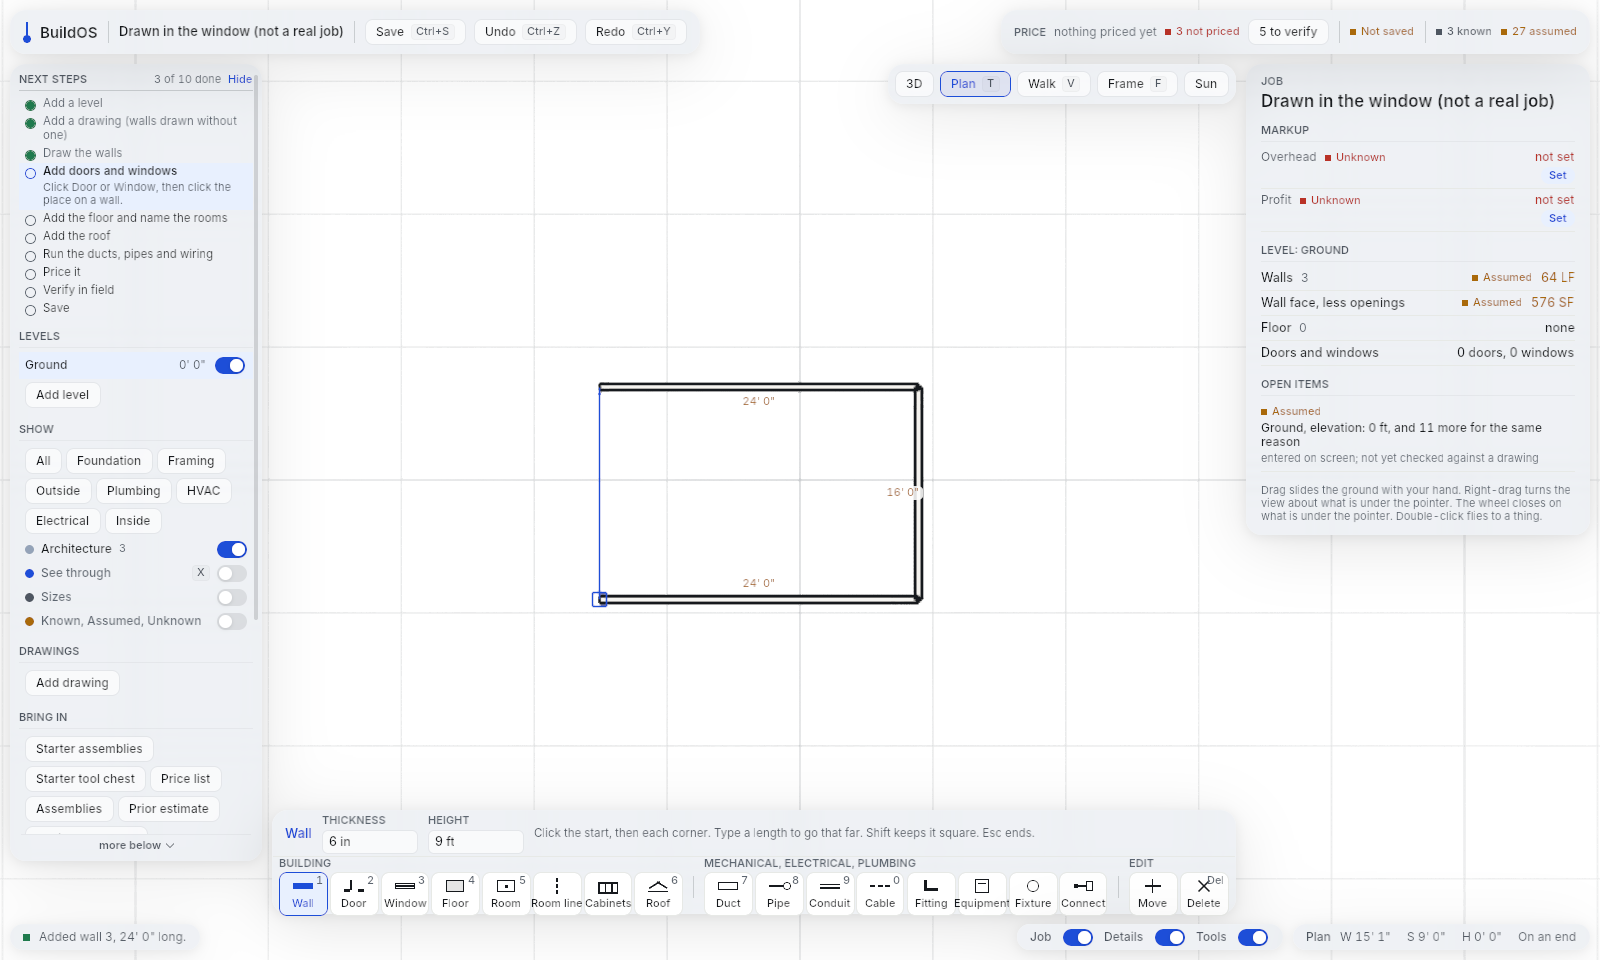 BuildOS
Drawn in the window (not a real job)
Save Ctrl+S
Undo Ctrl+Z
Redo Ctrl+Y
PRICE nothing priced yet 3 not priced
5 to verify
Not saved
3 known 27 assumed
NEXT STEPS 3 of 10 done Hide
Add a level
Add a drawing (walls drawn without
one)
Draw the walls
Add doors and windows
Click Door or Window, then click the
place on a wall.
Add the floor and name the rooms
Add the roof
Run the ducts, pipes and wiring
Price it
Verify in field
Save
LEVELS
Ground 0' 0"
Add level
SHOW
All Foundation Framing
Outside Plumbing HVAC
Electrical Inside
Architecture 3
See through X
Sizes
Known, Assumed, Unknown
DRAWINGS
Add drawing
BRING IN
Starter assemblies
Starter tool chest Price list
Assemblies Prior estimate
more below
3D
Plan T
Walk V
Frame F
Sun
24' 0"
16' 0"
24' 0"
JOB
Drawn in the window (not a real job)
MARKUP
Overhead Unknown not set
Set
Profit Unknown not set
Set
LEVEL: GROUND
Walls 3 Assumed 64 LF
Wall face, less openings Assumed 576 SF
Floor 0 none
Doors and windows 0 doors, 0 windows
OPEN ITEMS
Assumed
Ground, elevation: 0 ft, and 11 more for the same
reason
entered on screen; not yet checked against a drawing
Drag slides the ground with your hand. Right-drag turns the
view about what is under the pointer. The wheel closes on
what is under the pointer. Double-click flies to a thing.
Wall
THICKNESS
6 in
HEIGHT
9 ft
Click the start, then each corner. Type a length to go that far. Shift keeps it square. Esc ends.
BUILDING
1 Wall
2 Door
3 Window
4 Floor
5 Room
Room line
Cabinets
6 Roof
MECHANICAL, ELECTRICAL, PLUMBING
7 Duct
8 Pipe
9 Conduit
0 Cable
Fitting
Equipment
Fixture
Connect
EDIT
Move
Del Delete
Added wall 3, 24' 0" long.
Job Details Tools
Plan W 15' 1" S 9' 0" H 0' 0" On an end